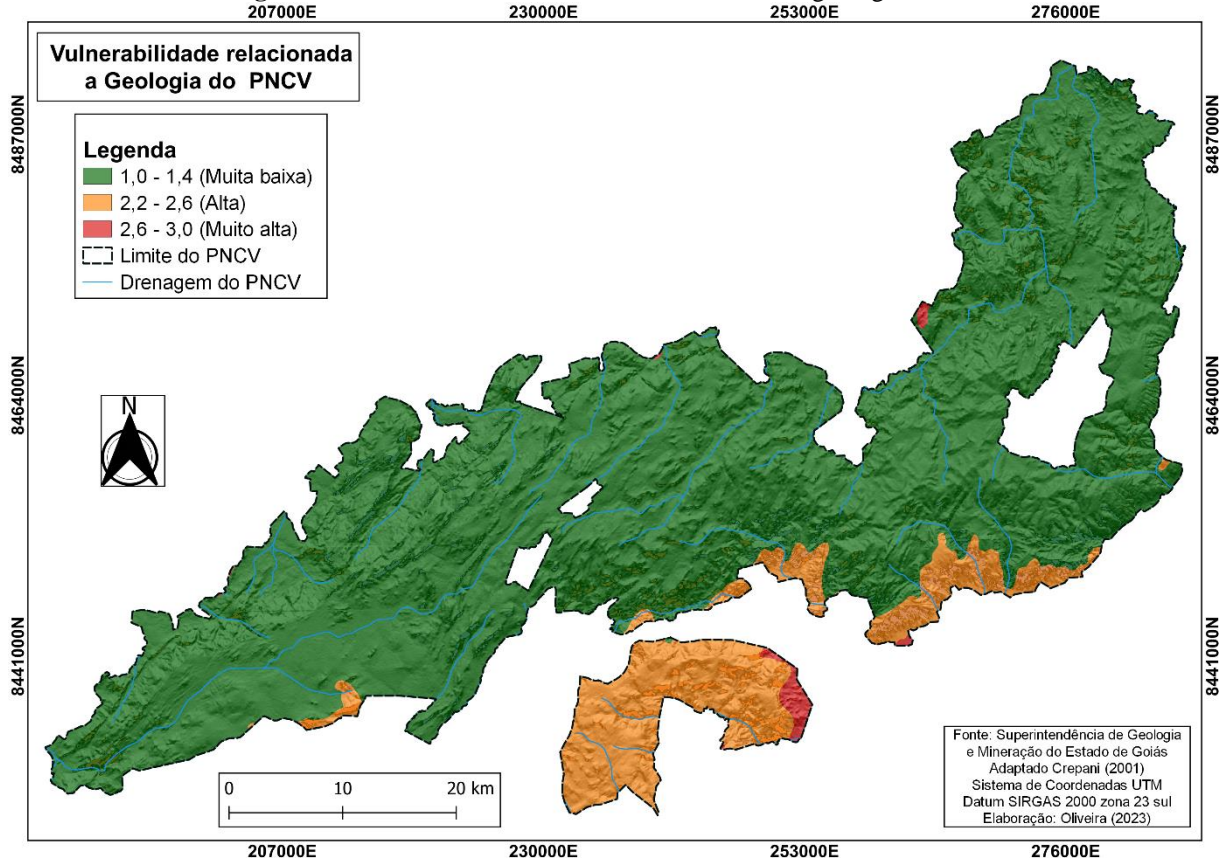 207000E 230000E 253000E 276000E
Vulnerabilidade relacionada
a Geologia do PNCV
Legenda
1,0 - 1,4 (Muita baixa)
2,2 - 2,6 (Alta)
2,6 - 3,0 (Muito alta)
Limite do PNCV
Drenagem do PNCV
8487000N 8487000N
8464000N 8464000N
N
8441000N 8441000N
0 10 20 km
Fonte: Superintendência de Geologia
e Mineração do Estado de Goiás
Adaptado Crepani (2001)
Sistema de Coordenadas UTM
Datum SIRGAS 2000 zona 23 sul
Elaboração: Oliveira (2023)
207000E 230000E 253000E 276000E